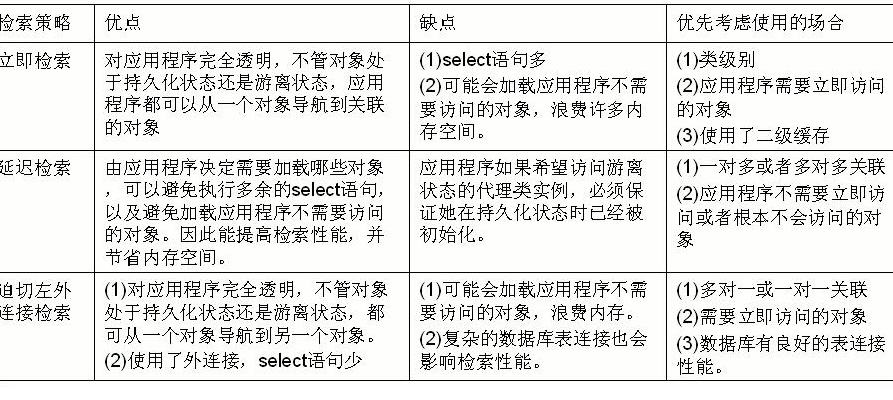 检索策略
优点
缺点
优先考虑使用的场合
立即检索
对应用程序完全透明，不管对象处
于持久化状态还是游离状态，应用
程序都可以从一个对象导航到关联
的对象
(1)select语句多
(2)可能会加载应用程序不需
要访问的对象，浪费许多内
存空间。
(1)类级别
(2)应用程序需要立即访问
的对象
(3)使用了二级缓存
延迟检索
由应用程序决定需要加载哪些对象
，可以避免执行多余的select语句，
以及避免加载应用程序不需要访问
的对象。因此能提高检索性能，并
节省内存空间。
应用程序如果希望访问游离
状态的代理类实例，必须保
证她在持久化状态时已经被
初始化。
(1)一对多或者多对多关联
(2)应用程序不需要立即访
问或者根本不会访问的对
象
迫切左外
连接检索
(1)对应用程序完全透明，不管对象
处于持久化状态还是游离状态，都
可从一个对象导航到另一个对象。
(2)使用了外连接，select语句少
(1)可能会加载应用程序不需
要访问的对象，浪费内存。
(2)复杂的数据库表连接也会
影响检索性能。
(1)多对一或一对一关联
(2)需要立即访问的对象
(3)数据库有良好的表连接
性能。